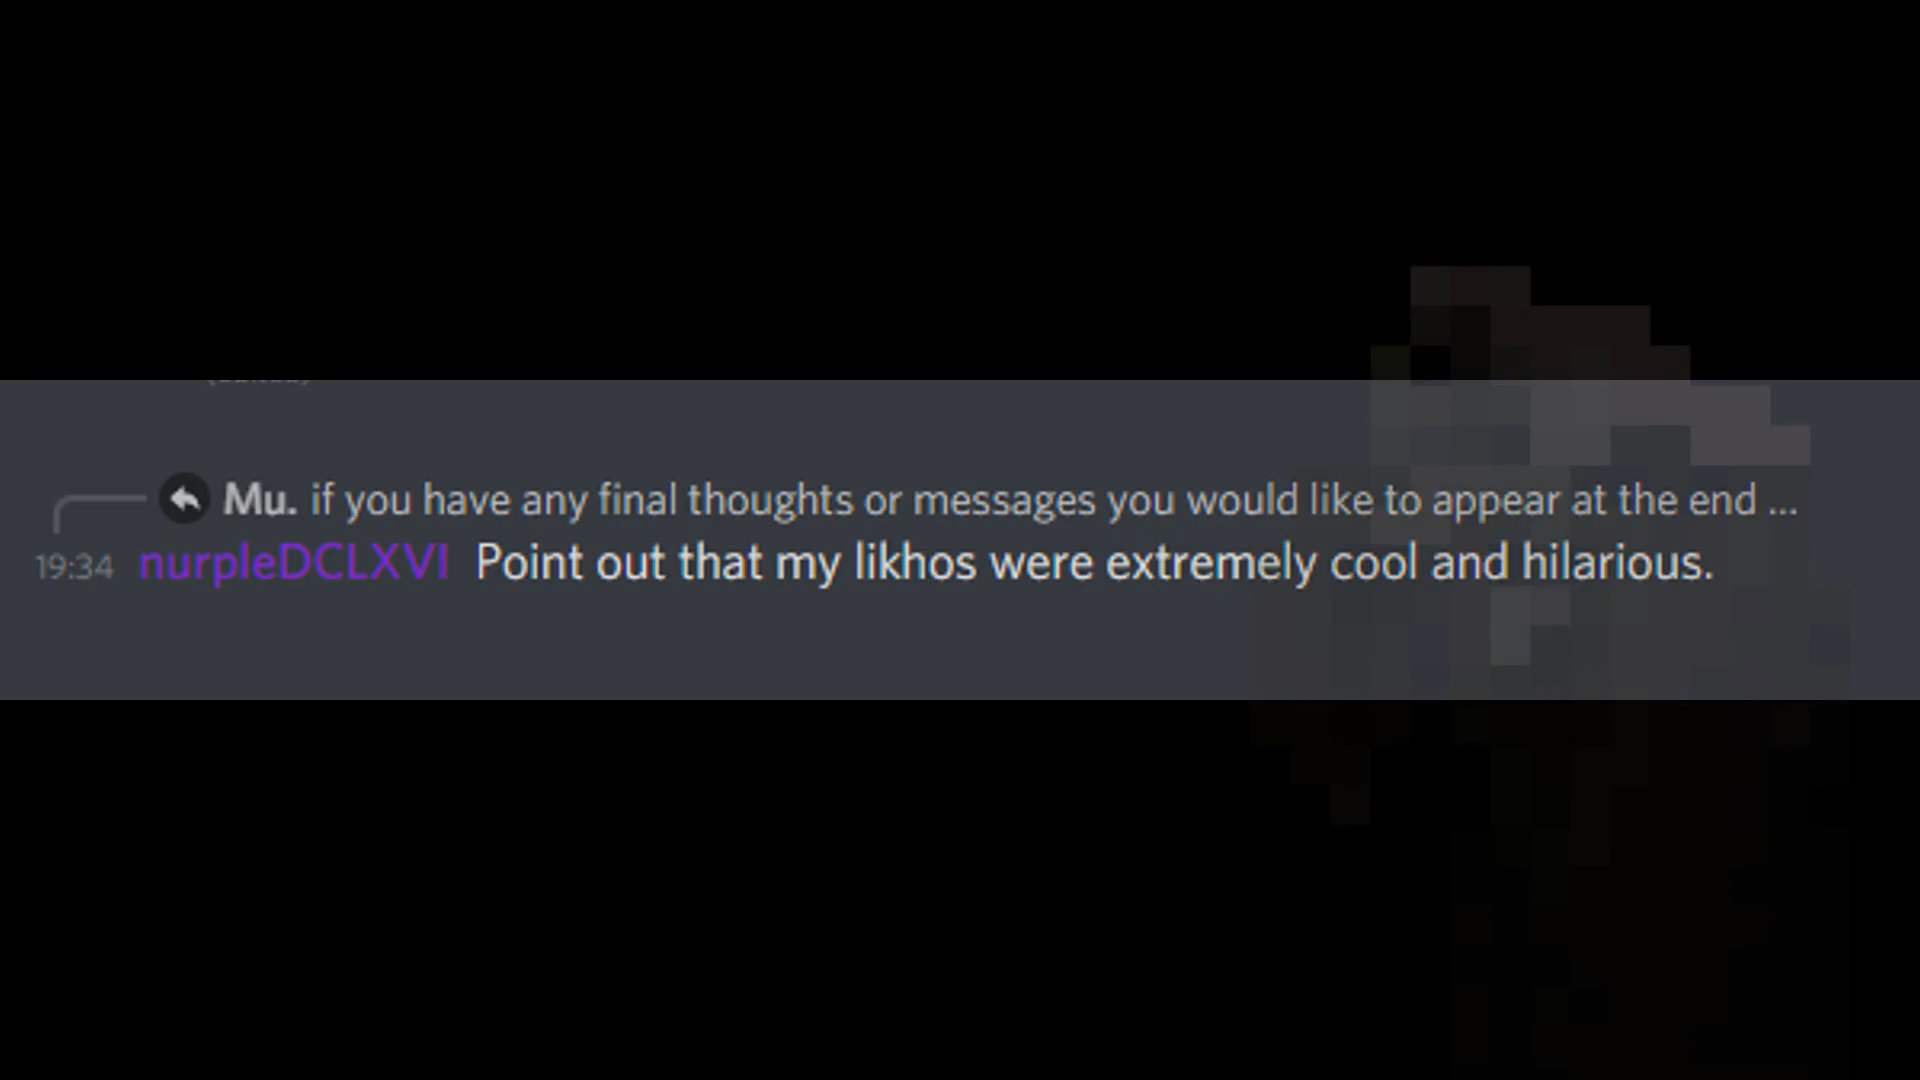 Mu. if you have any final thoughts or messages you would like to appear at the end ...
19:34 nurpleDCLXVI Point out that my likhos were extremely cool and hilarious.